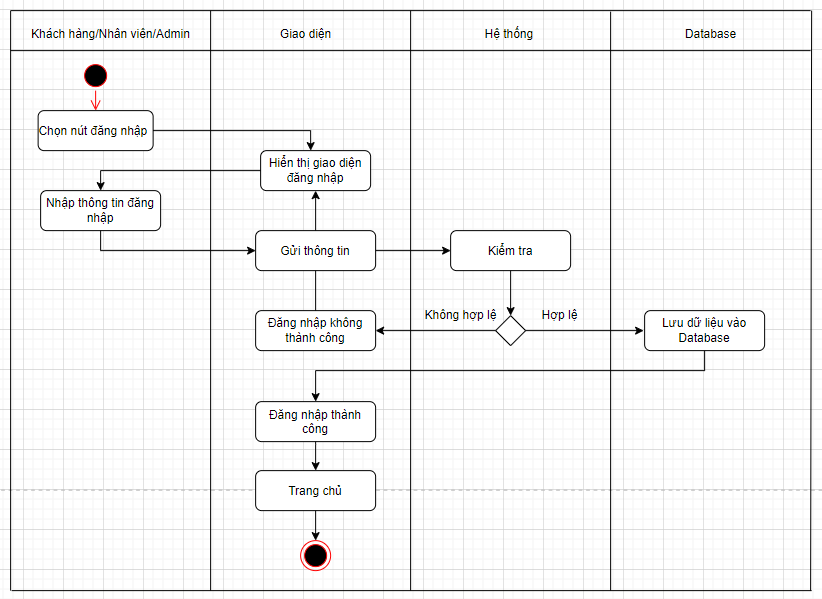 Khách hàng/Nhân viên/Admin
Giao diện
Hệ thống
Database
Chọn nút đăng nhập
Hiển thị giao diện
đăng nhập
Nhập thông tin đăng
nhập
Gửi thông tin
Kiểm tra
Không hợp lệ
Hợp lệ
Đăng nhập không
thành công
Lưu dữ liệu vào
Database
Đăng nhập thành
công
Trang chủ